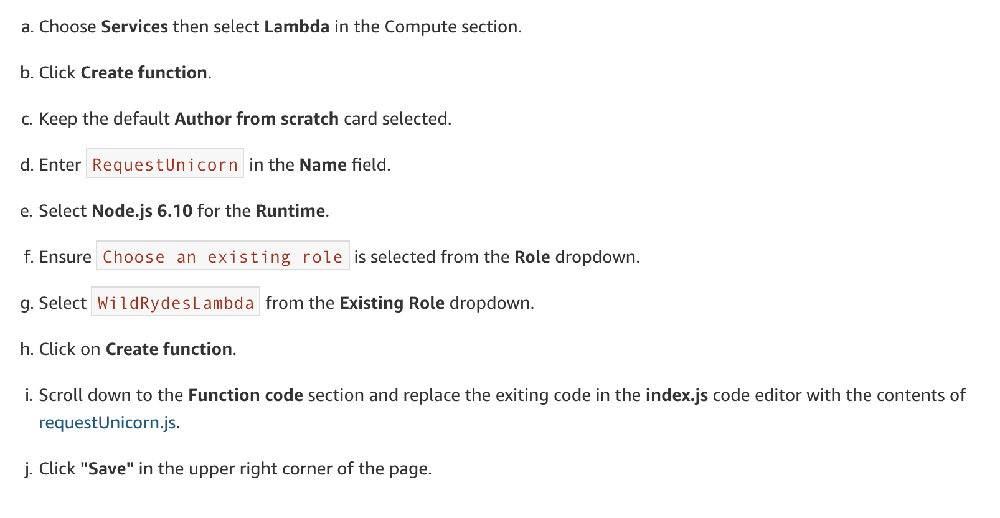 a. Choose Services then select Lambda in the Compute section.
b. Click Create function.
c. Keep the default Author from scratch card selected.
d. Enter RequestUnicorn in the Name field.
e. Select Node.js 6.10 for the Runtime.
f. Ensure Choose an existing role is selected from the Role dropdown.
g. Select WildRydesLambda from the Existing Role dropdown.
h. Click on Create function.
i. Scroll down to the Function code section and replace the exiting code in the index.js code editor with the contents of
requestUnicorn.js.
j. Click "Save" in the upper right corner of the page.